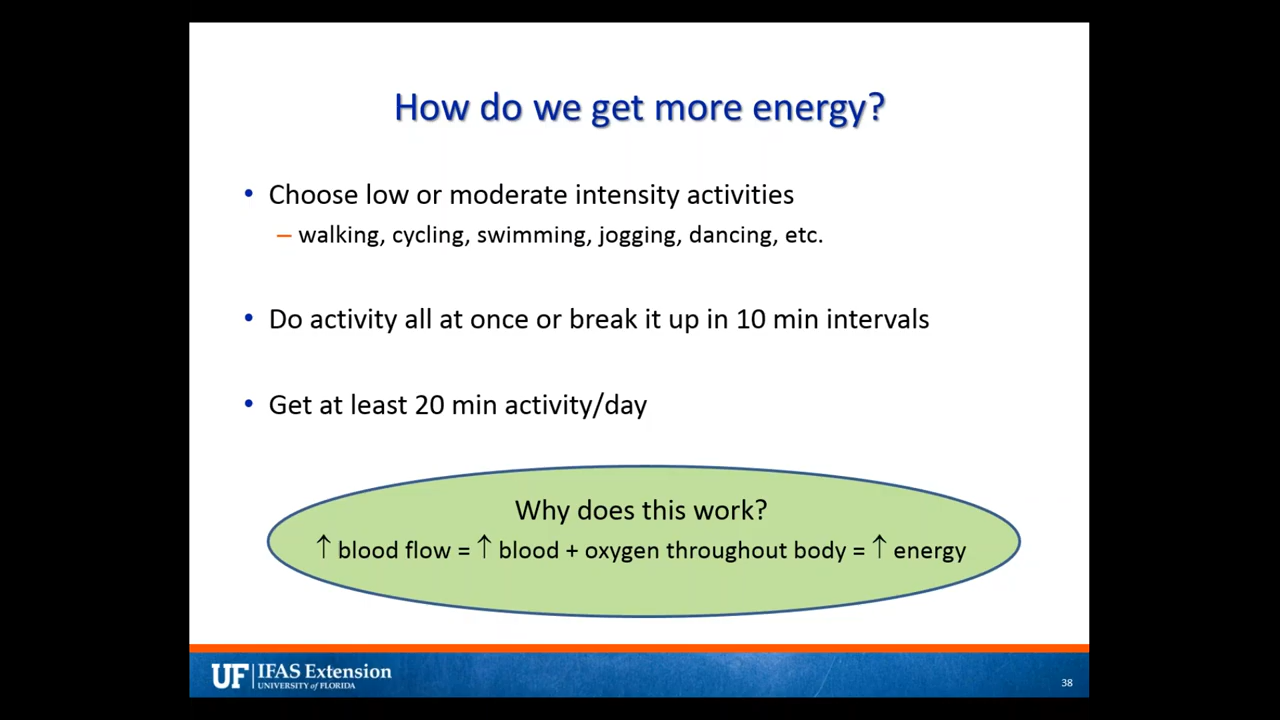 How do we get more energy?
• Choose low or moderate intensity activities
– walking, cycling, swimming, jogging, dancing, etc.
• Do activity all at once or break it up in 10 min intervals
• Get at least 20 min activity/day
Why does this work?
↑ blood flow = ↑ blood + oxygen throughout body = ↑ energy
UF IFAS Extension
UNIVERSITY of FLORIDA
38